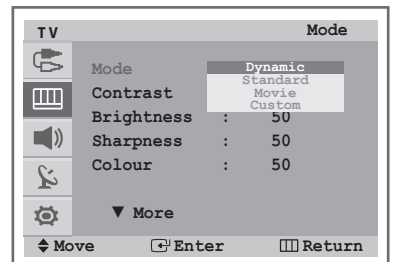 TV Mode
Mode Dynamic
Standard
Movie
Custom
Contrast
Brightness : 50
Sharpness : 50
Colour : 50
▼ More
Move Enter Return